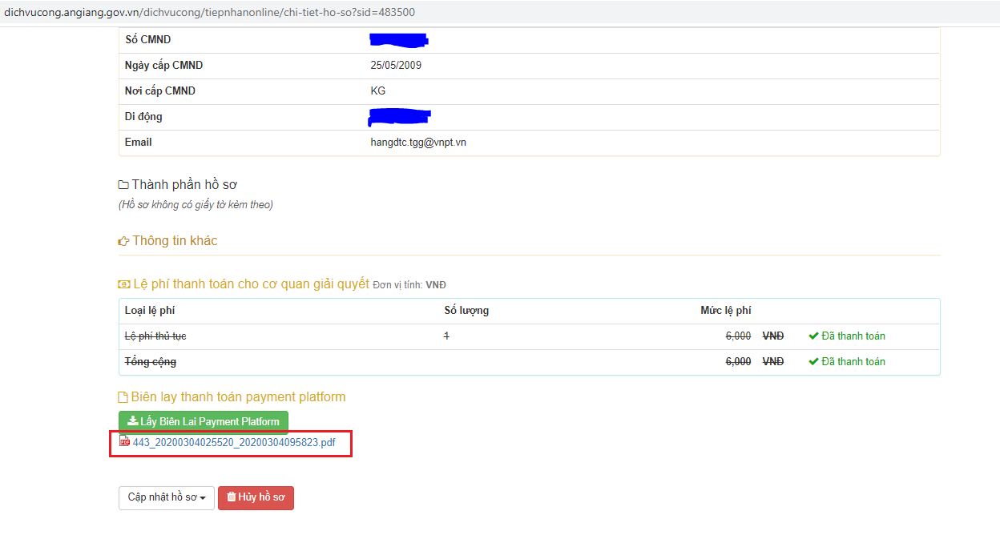 dichvucong.angiang.gov.vn/dichvucong/tiepnhanonline/chi-tiet-ho-so?sid=483500
Số CMND
Ngày cấp CMND 25/05/2009
Nơi cấp CMND KG
Di động
Email hangdtc.tgg@vnpt.vn
Thành phần hồ sơ
(Hồ sơ không có giấy tờ kèm theo)
Thông tin khác
Lệ phí thanh toán cho cơ quan giải quyết Đơn vị tính: VNĐ
Loại lệ phí Số lượng Mức lệ phí
Lệ phí thủ tục 1 6,000 VNĐ Đã thanh toán
Tổng cộng 6,000 VNĐ Đã thanh toán
Biên lay thanh toán payment platform
Lấy Biên Lai Payment Platform
443_20200304025520_20200304095823.pdf
Cập nhật hồ sơ Hủy hồ sơ